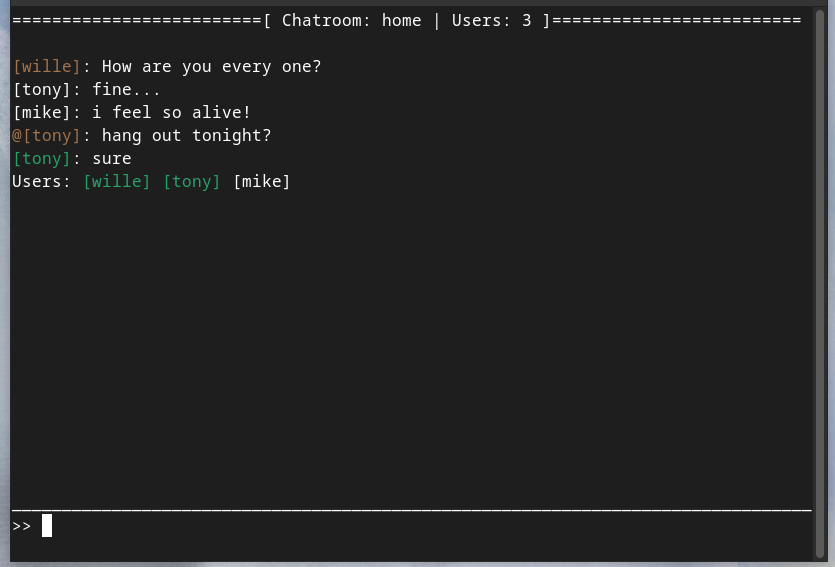 =========================[ Chatroom: home | Users: 3 ]=========================
[wille]: How are you every one?
[tony]: fine...
[mike]: i feel so alive!
@[tony]: hang out tonight?
[tony]: sure
Users: [wille] [tony] [mike]
>>